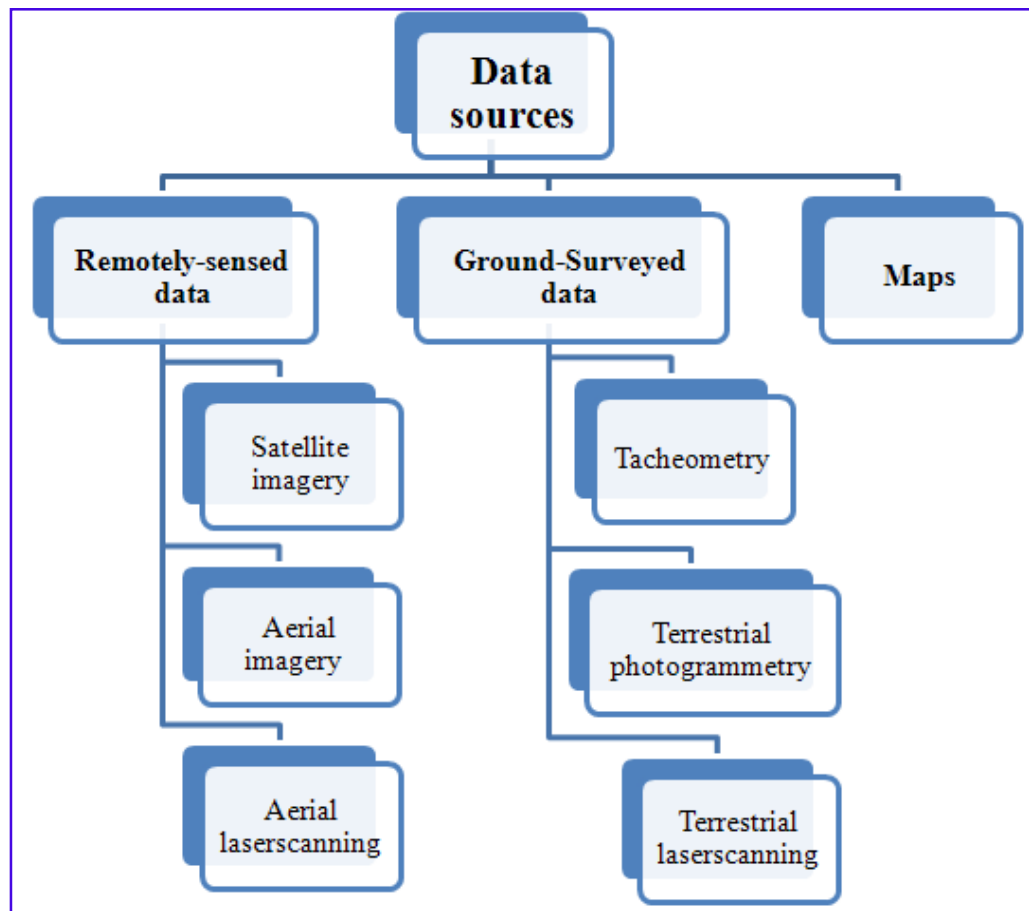 Data
sources
Remotely-sensed
data
Ground-Surveyed
data
Maps
Satellite
imagery
Aerial
imagery
Aerial
laserscanning
Tacheometry
Terrestrial
photogrammetry
Terrestrial
laserscanning